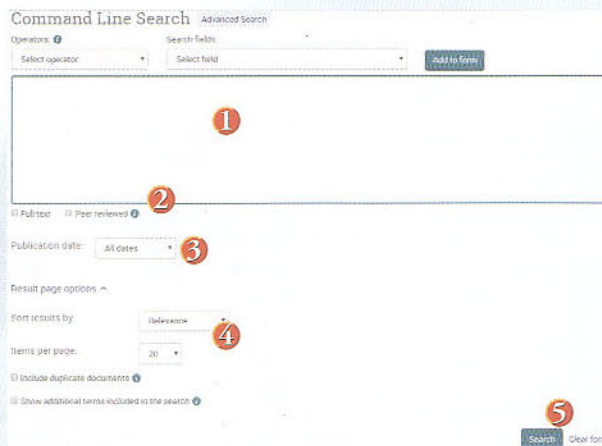 Command Line Search Advanced Search
Operators: Search fields:
Select operator Select field Add to form
1
2
Full text Peer reviewed
Publication date: All dates 3
Result page options
Sort results by: Relevance
4
Items per page: 20
Include duplicate documents
Show additional terms included in the search
5
Search Clear for